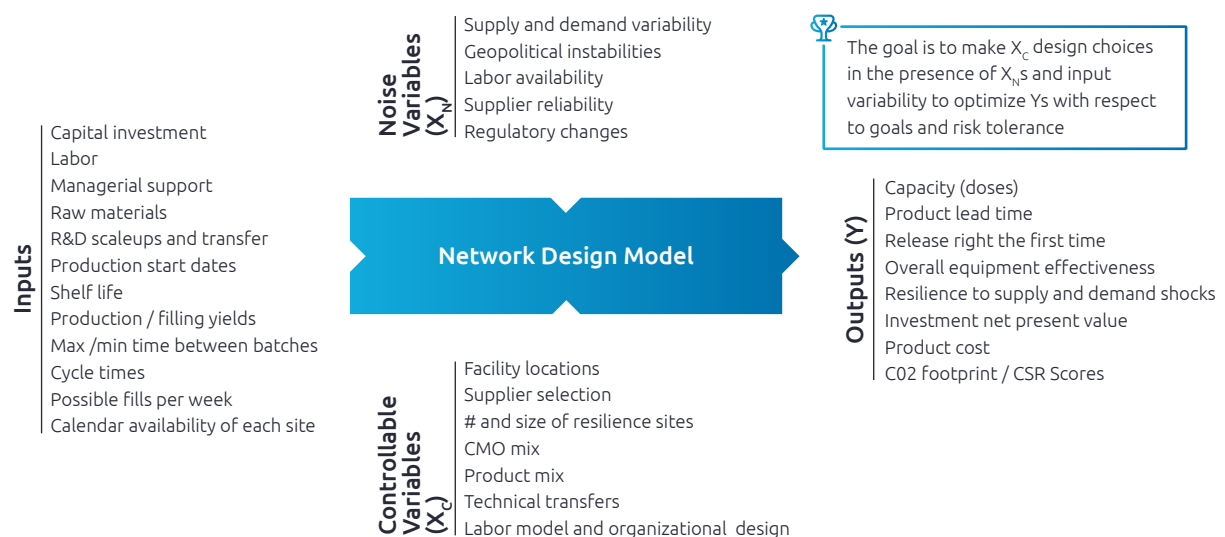 Noise
Variables
(X_N)
Supply and demand variability
Geopolitical instabilities
Labor availability
Supplier reliability
Regulatory changes
The goal is to make X_C design choices
in the presence of X_Ns and input
variability to optimize Ys with respect
to goals and risk tolerance
Inputs
Capital investment
Labor
Managerial support
Raw materials
R&D scaleups and transfer
Production start dates
Shelf life
Production / filling yields
Max /min time between batches
Cycle times
Possible fills per week
Calendar availability of each site
Network Design Model
Outputs (Y)
Capacity (doses)
Product lead time
Release right the first time
Overall equipment effectiveness
Resilience to supply and demand shocks
Investment net present value
Product cost
C02 footprint / CSR Scores
Controllable
Variables
(X_C)
Facility locations
Supplier selection
# and size of resilience sites
CMO mix
Product mix
Technical transfers
Labor model and organizational design